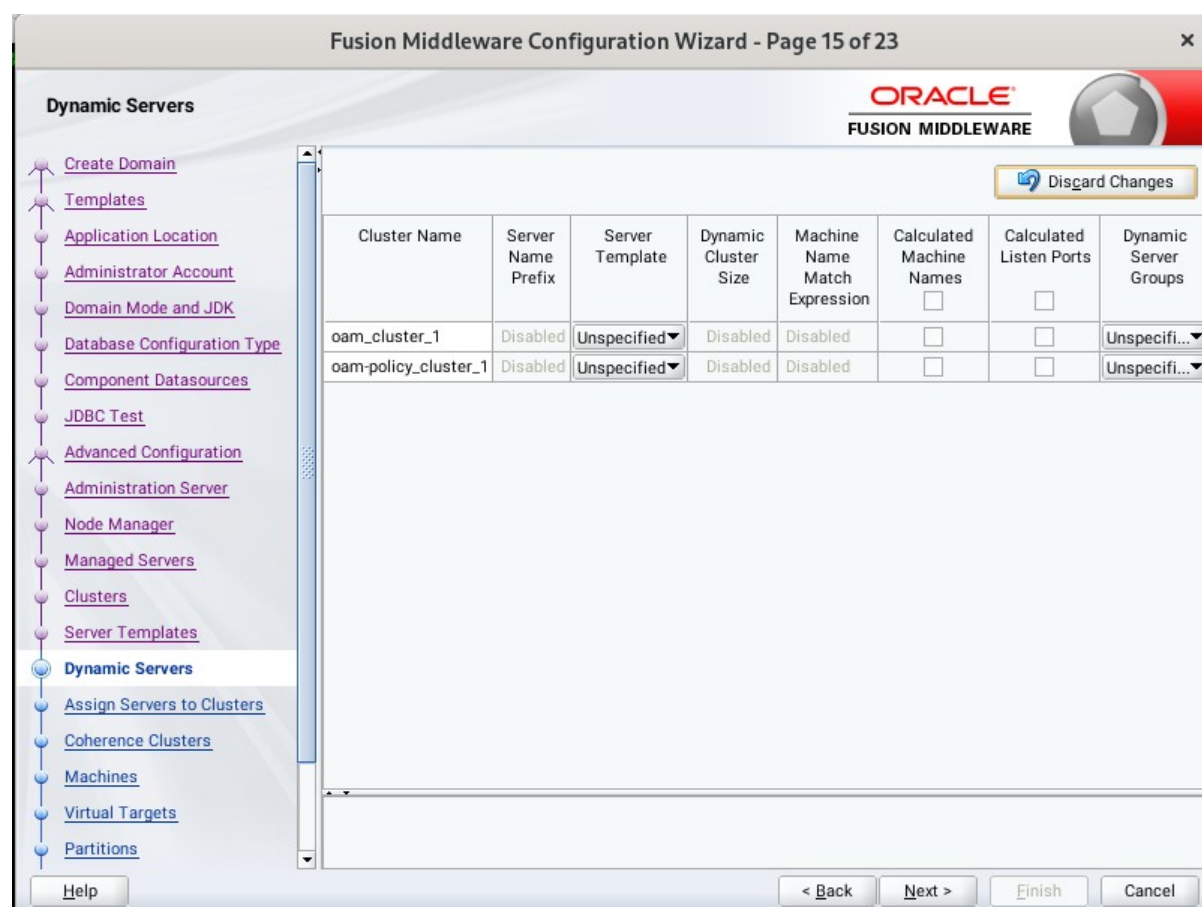 Fusion Middleware Configuration Wizard - Page 15 of 23
Dynamic Servers
ORACLE
FUSION MIDDLEWARE
Create Domain
Templates
Application Location
Administrator Account
Domain Mode and JDK
Database Configuration Type
Component Datasources
JDBC Test
Advanced Configuration
Administration Server
Node Manager
Managed Servers
Clusters
Server Templates
Dynamic Servers
Assign Servers to Clusters
Coherence Clusters
Machines
Virtual Targets
Partitions
Discard Changes
Cluster Name
Server
Name
Prefix
Server
Template
Dynamic
Cluster
Size
Machine
Name
Match
Expression
Calculated
Machine
Names
Calculated
Listen Ports
Dynamic
Server
Groups
oam_cluster_1 Disabled Unspecified Disabled Disabled Unspecifi...
oam-policy_cluster_1 Disabled Unspecified Disabled Disabled Unspecifi...
Help < Back Next > Finish Cancel